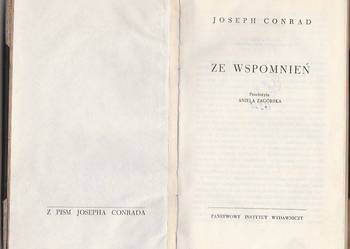 Z PISM JOSEPHA CONRADA
JOSEPH CONRAD
ZE WSPOMNIEŃ
Przełożyła
ANIELA ZAGÓRSKA
PAŃSTWOWY INSTYTUT WYDAWNICZY